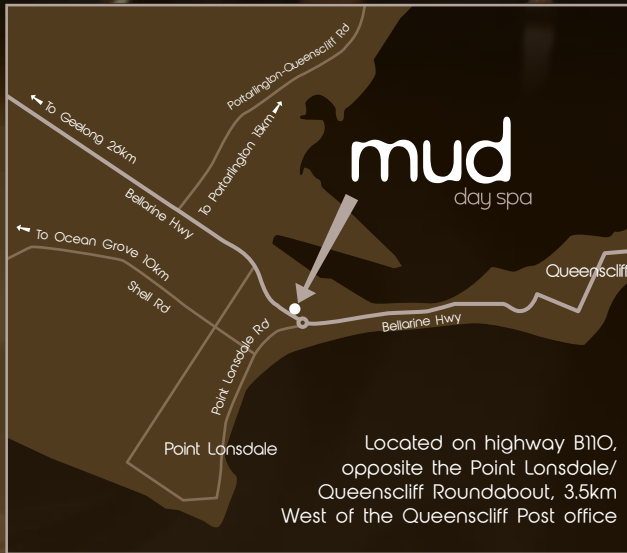 Portarlington-Queenscliff Rd
To Geelong 26km
To Portarlington 15km
mud
day spa
Bellarine Hwy
To Ocean Grove 10km
Queenscliff
Shell Rd
Bellarine Hwy
Point Lonsdale Rd
Point Lonsdale
Located on highway B110,
opposite the Point Lonsdale/
Queenscliff Roundabout, 3.5km
West of the Queenscliff Post office